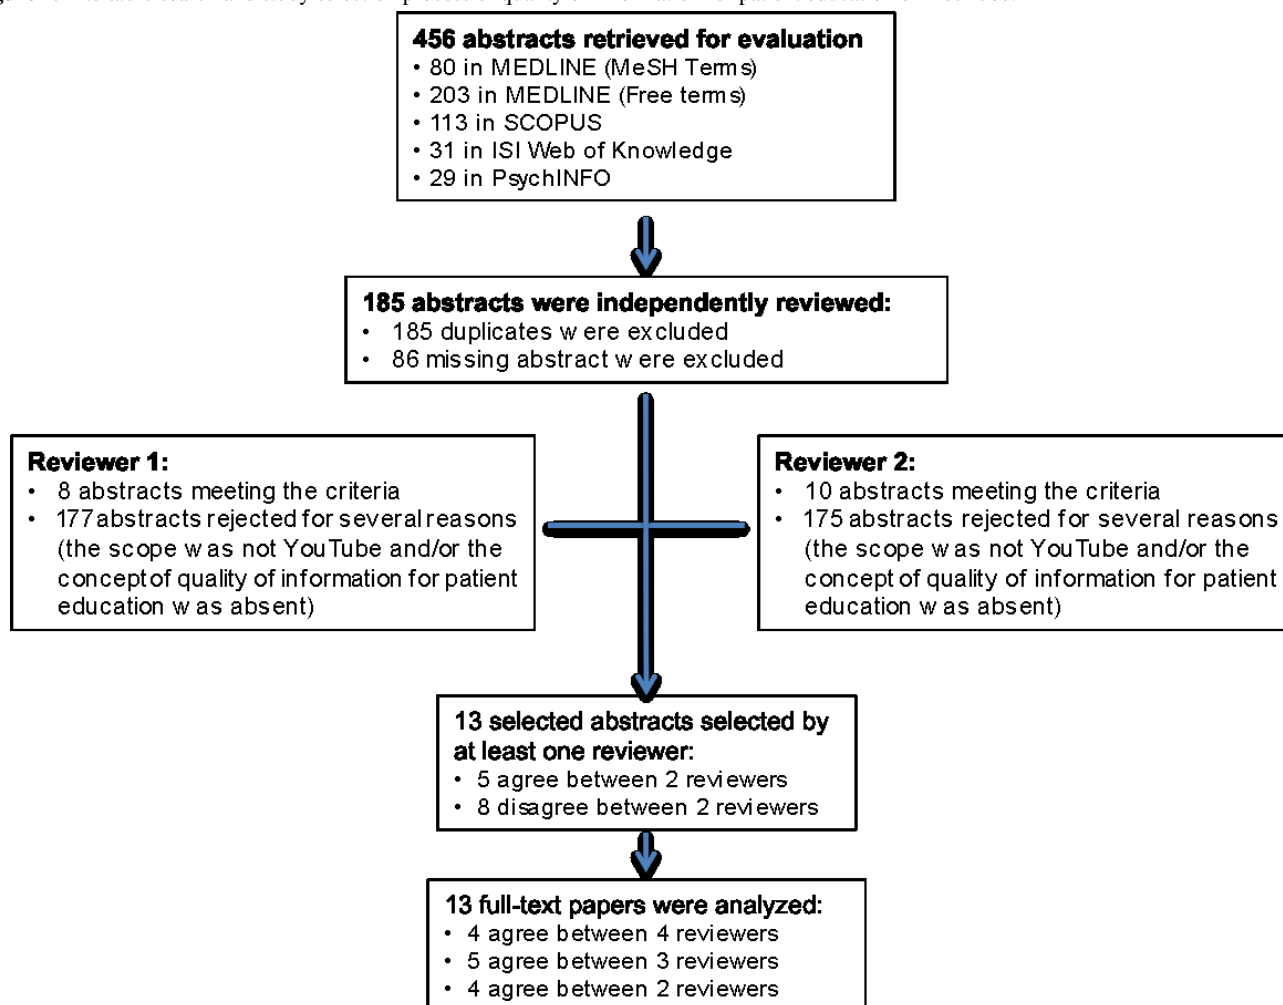 456 abstracts retrieved for evaluation
• 80 in MEDLINE (MeSH Terms)
• 203 in MEDLINE (Free terms)
• 113 in SCOPUS
• 31 in ISI Web of Knowledge
• 29 in PsychINFO
185 abstracts were independently reviewed:
• 185 duplicates were excluded
• 86 missing abstract were excluded
Reviewer 1:
• 8 abstracts meeting the criteria
• 177 abstracts rejected for several reasons
(the scope was not YouTube and/or the
concept of quality of information for patient
education was absent)
Reviewer 2:
• 10 abstracts meeting the criteria
• 175 abstracts rejected for several reasons
(the scope was not YouTube and/or the
concept of quality of information for patient
education was absent)
13 selected abstracts selected by
at least one reviewer:
• 5 agree between 2 reviewers
• 8 disagree between 2 reviewers
13 full-text papers were analyzed:
• 4 agree between 4 reviewers
• 5 agree between 3 reviewers
• 4 agree between 2 reviewers